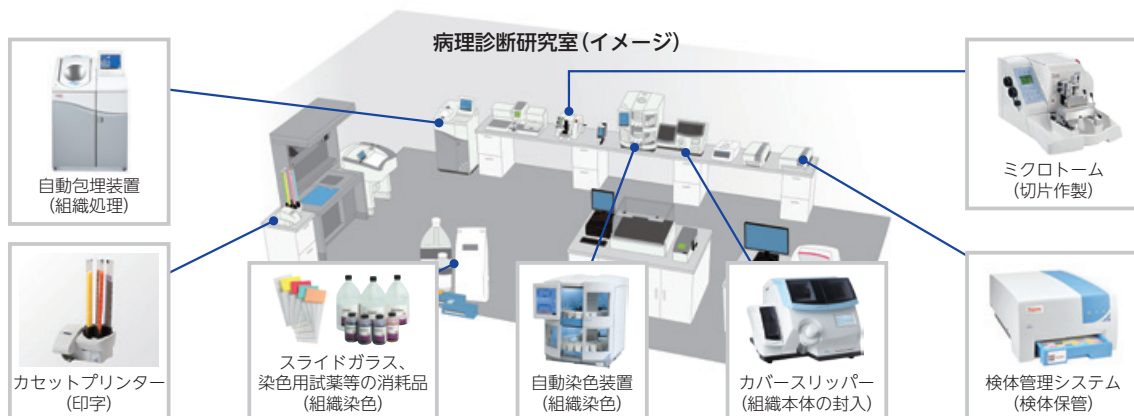 病理診断研究室(イメージ)
自動包埋装置
(組織処理)
ミクロトーム
(切片作製)
カセットプリンター
(印字)
スライドガラス、
染色用試薬等の消耗品
(組織染色)
自動染色装置
(組織染色)
カバースリッパー
(組織本体の封入)
検体管理システム
(検体保管)